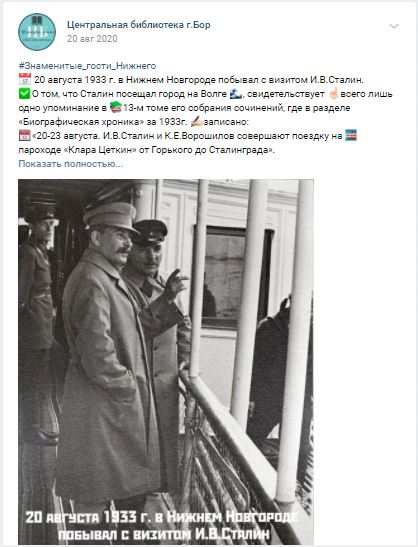 Центральная библиотека г.Бор
20 авг 2020
#Знаменитые_гости_Нижнего
📅 20 августа 1933 г. в Нижнем Новгороде побывал с визитом И.В.Сталин.
✅ О том, что Сталин посещал город на Волге 🌊, свидетельствует ☝🏻 всего лишь
одно упоминание в 📚 13-м томе его собрания сочинений, где в разделе
«Биографическая хроника» за 1933г. ✍🏻 записано:
📅 «20-23 августа. И.В.Сталин и К.Е.Ворошилов совершают поездку на 🚢
пароходе «Клара Цеткин» от Горького до Сталинграда».
Показать полностью...
20 августа 1933 г. в Нижнем Новгороде
побывал с визитом И.В.Сталин